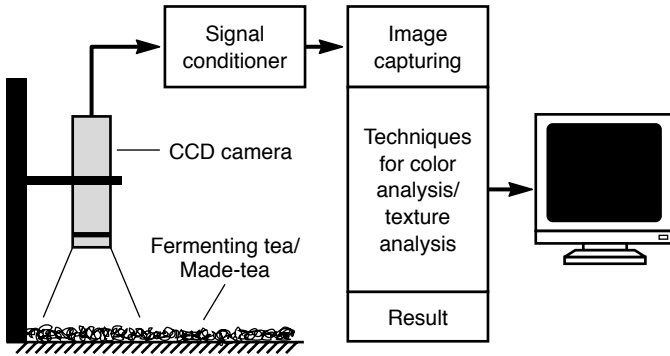 Signal
conditioner
Image
capturing
CCD camera
Techniques
for color
analysis/
texture
analysis
Fermenting tea/
Made-tea
Result